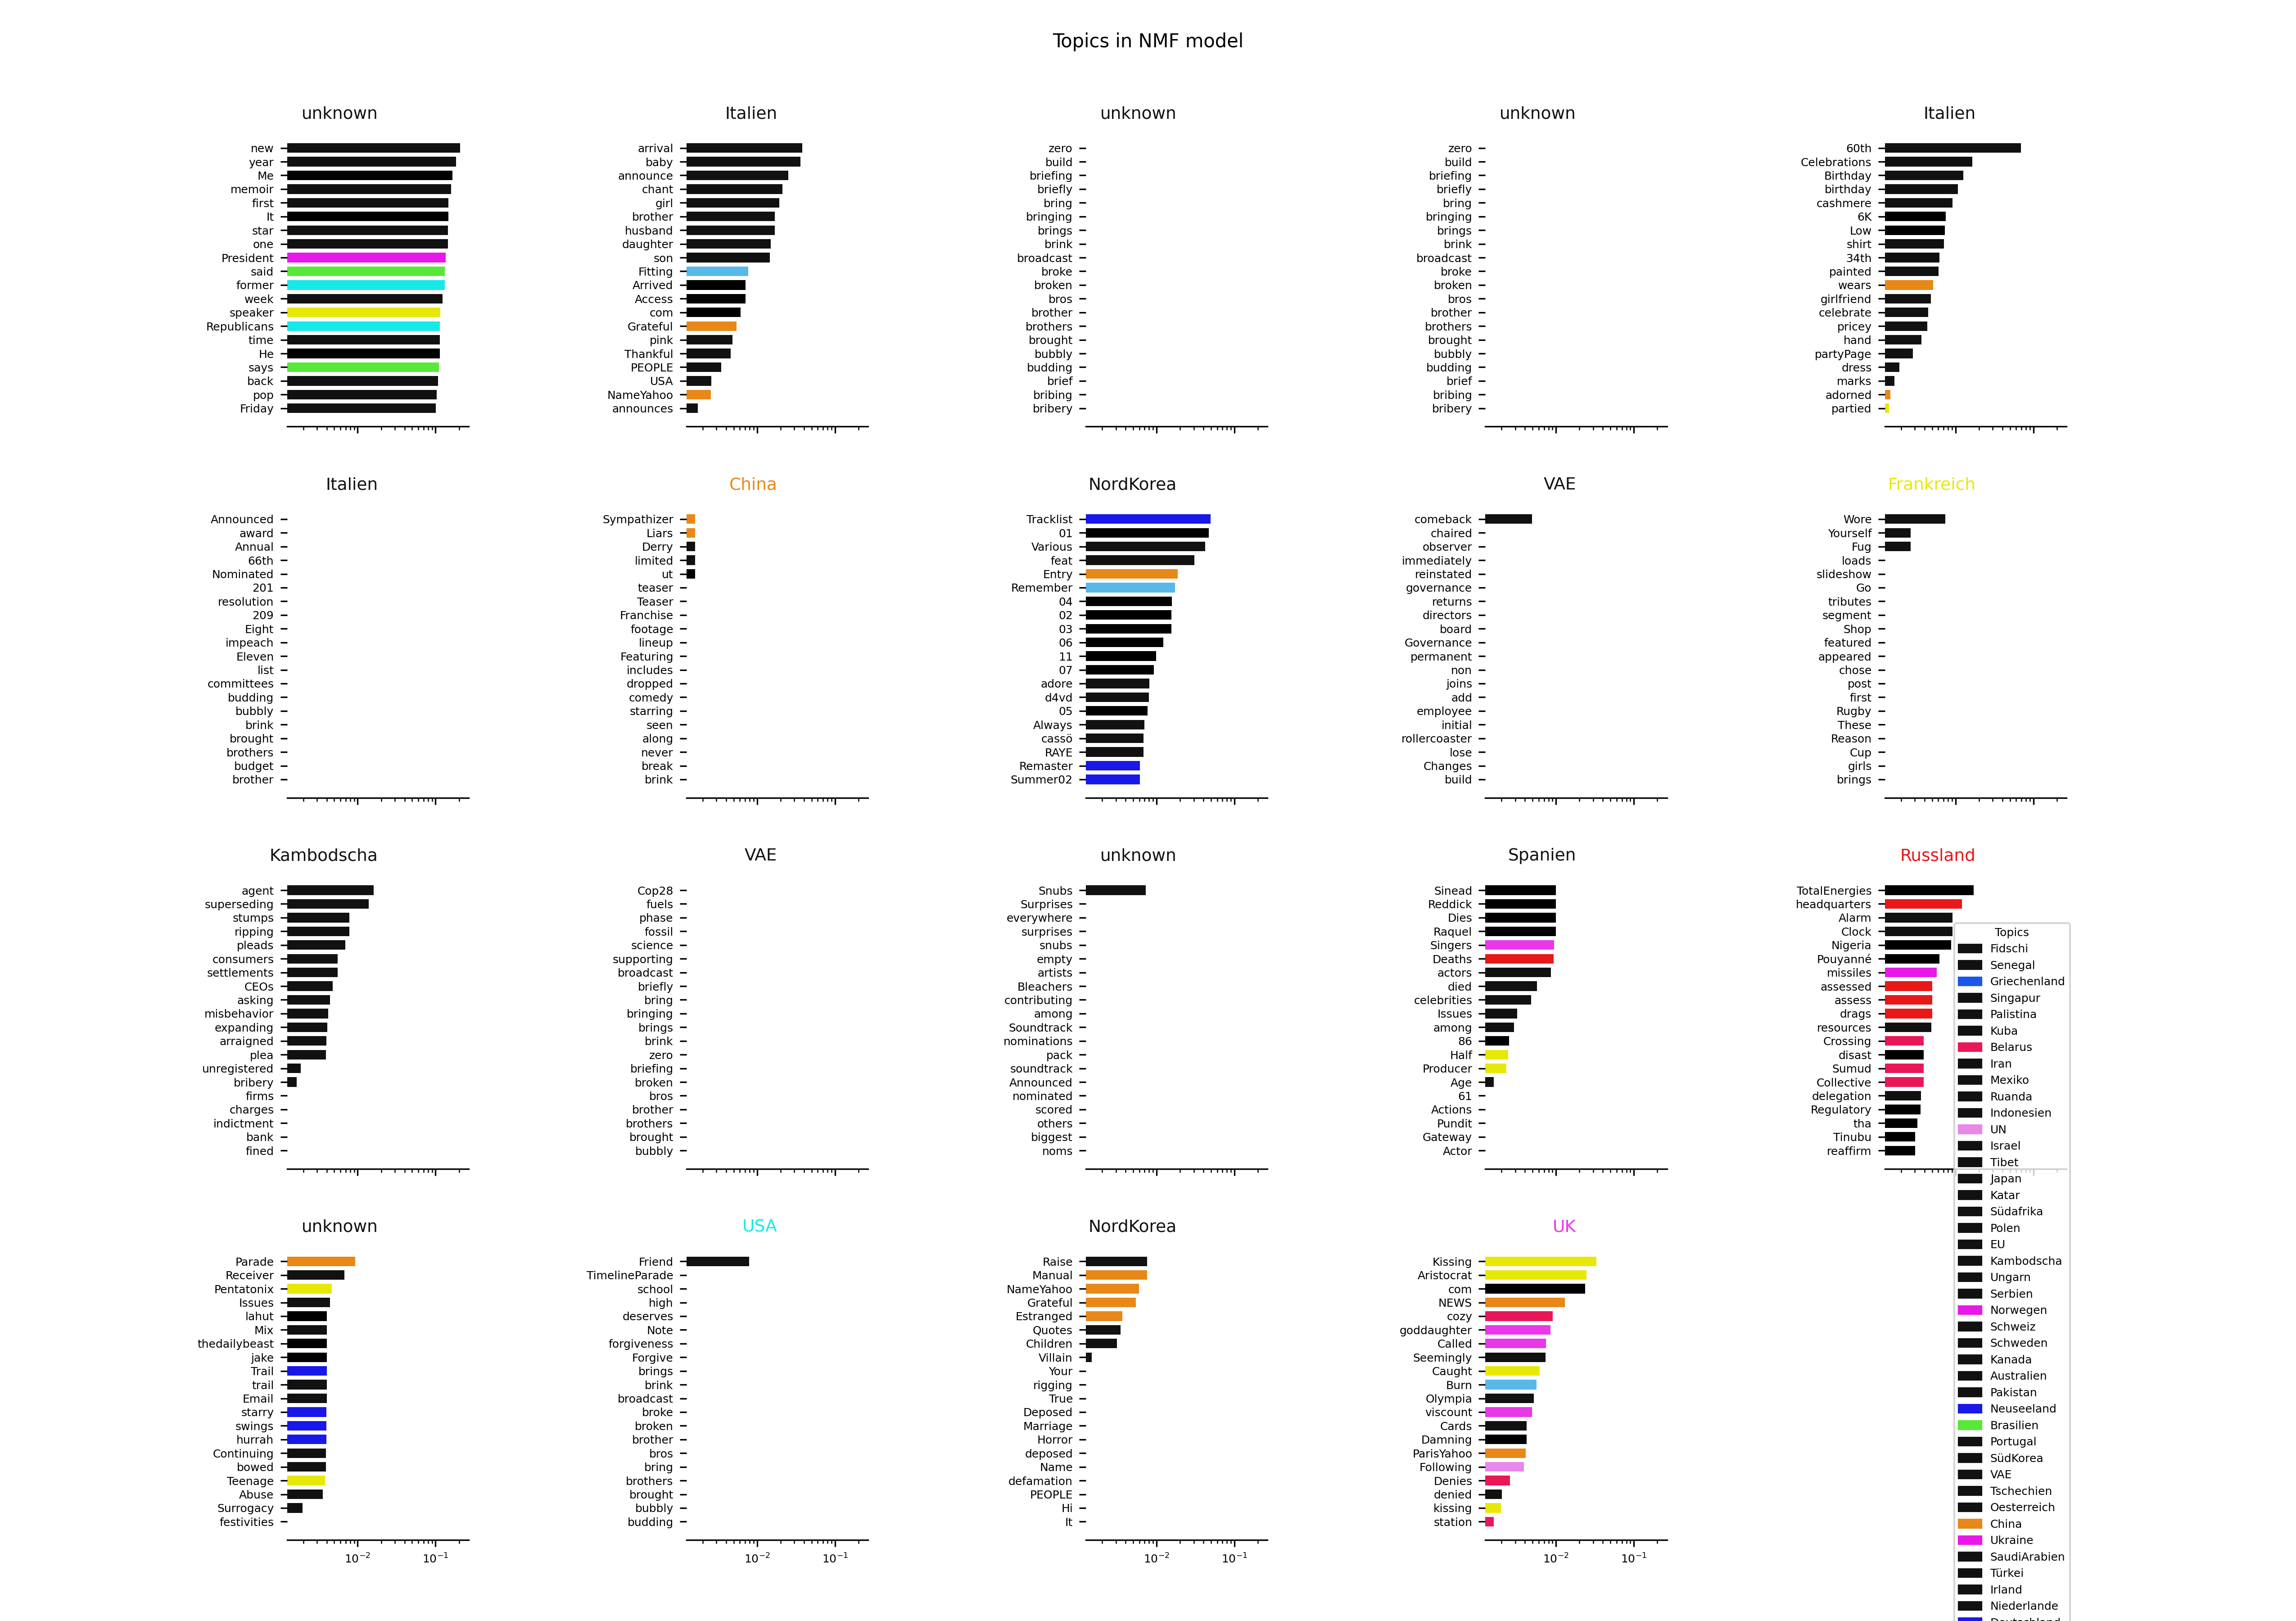 Topics in NMF model
unknown
new
year
Me
memoir
first
It
star
one
President
said
former
week
speaker
Republicans
time
He
says
back
pop
Friday
Italien
arrival
baby
announce
chant
girl
brother
husband
daughter
son
Fitting
Arrived
Access
com
Grateful
pink
Thankful
PEOPLE
USA
NameYahoo
announces
unknown
zero
build
briefing
briefly
bring
bringing
brings
brink
broadcast
broke
broken
bros
brother
brothers
brought
bubbly
budding
brief
bribing
bribery
unknown
zero
build
briefing
briefly
bring
bringing
brings
brink
broadcast
broke
broken
bros
brother
brothers
brought
bubbly
budding
brief
bribing
bribery
Italien
60th
Celebrations
Birthday
birthday
cashmere
6K
Low
shirt
34th
painted
wears
girlfriend
celebrate
pricey
hand
partyPage
dress
marks
adorned
partied
Italien
Announced
award
Annual
66th
Nominated
201
resolution
209
Eight
impeach
Eleven
list
committees
budding
bubbly
brink
brought
brothers
budget
brother
China
Sympathizer
Liars
Derry
limited
ut
teaser
Teaser
Franchise
footage
lineup
Featuring
includes
dropped
comedy
starring
seen
along
never
break
brink
NordKorea
Tracklist
01
Various
feat
Entry
Remember
04
02
03
06
11
07
adore
d4vd
05
Always
cassö
RAYE
Remaster
Summer02
VAE
comeback
chaired
observer
immediately
reinstated
governance
returns
directors
board
Governance
permanent
non
joins
add
employee
initial
rollercoaster
lose
Changes
build
Frankreich
Wore
Yourself
Fug
loads
slideshow
Go
tributes
segment
Shop
featured
appeared
chose
post
first
Rugby
These
Reason
Cup
girls
brings
Kambodscha
agent
superseding
stumps
ripping
pleads
consumers
settlements
CEOs
asking
misbehavior
expanding
arraigned
plea
unregistered
bribery
firms
charges
indictment
bank
fined
VAE
Cop28
fuels
phase
fossil
science
supporting
broadcast
briefly
bring
bringing
brings
brink
zero
briefing
broken
bros
brother
brothers
brought
bubbly
unknown
Snubs
Surprises
everywhere
surprises
snubs
empty
artists
Bleachers
contributing
among
Soundtrack
nominations
pack
soundtrack
Announced
nominated
scored
others
biggest
noms
Spanien
Sinead
Reddick
Dies
Raquel
Singers
Deaths
actors
died
celebrities
Issues
among
86
Half
Producer
Age
61
Actions
Pundit
Gateway
Actor
Russland
TotalEnergies
headquarters
Alarm
Clock
Nigeria
Pouyanné
missiles
assessed
assess
drags
resources
Crossing
disast
Sumud
Collective
delegation
Regulatory
tha
Tinubu
reaffirm
unknown
Parade
Receiver
Pentatonix
Issues
lahut
Mix
thedailybeast
jake
Trail
trail
Email
starry
swings
hurrah
Continuing
bowed
Teenage
Abuse
Surrogacy
festivities
10⁻² 10⁻¹
USA
Friend
TimelineParade
school
high
deserves
Note
forgiveness
Forgive
brings
brink
broadcast
broke
broken
brother
bros
bring
brothers
brought
bubbly
budding
10⁻² 10⁻¹
NordKorea
Raise
Manual
NameYahoo
Grateful
Estranged
Quotes
Children
Villain
Your
rigging
True
Deposed
Marriage
Horror
deposed
Name
defamation
PEOPLE
Hi
It
10⁻² 10⁻¹
UK
Kissing
Aristocrat
com
NEWS
cozy
goddaughter
Called
Seemingly
Caught
Burn
Olympia
viscount
Cards
Damning
ParisYahoo
Following
Denies
denied
kissing
station
10⁻² 10⁻¹
Topics
Fidschi
Senegal
Griechenland
Singapur
Palistina
Kuba
Belarus
Iran
Mexiko
Ruanda
Indonesien
UN
Israel
Tibet
Japan
Katar
Südafrika
Polen
EU
Kambodscha
Ungarn
Serbien
Norwegen
Schweiz
Schweden
Kanada
Australien
Pakistan
Neuseeland
Brasilien
Portugal
SüdKorea
VAE
Tschechien
Oesterreich
China
Ukraine
SaudiArabien
Türkei
Irland
Niederlande